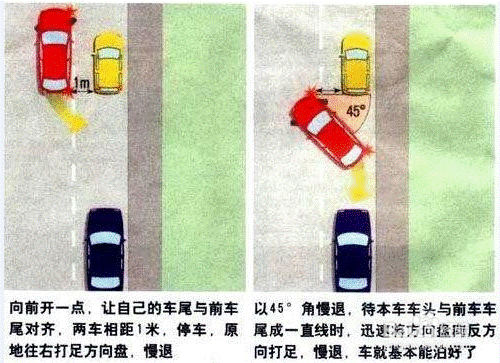 1m
向前开一点，让自己的车尾与前车车
尾对齐，两车相距1米，停车，原
地往右打足方向盘，慢退
45°
以45°角慢退，待本车车头与前车车
尾成一直线时，迅速将方向盘向反方
向打足，慢退，车就基本能泊好了